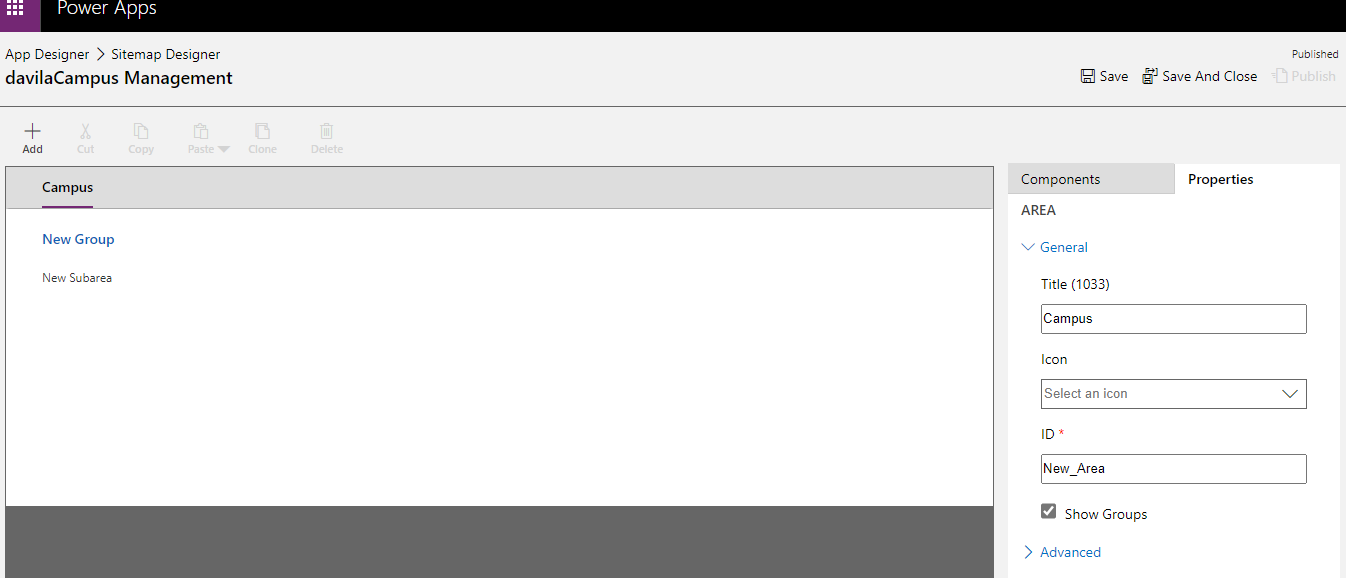 Power Apps
App Designer > Sitemap Designer
Published
davilaCampus Management
Save
Save And Close
Publish
Add
Cut
Copy
Paste
Clone
Delete
Campus
Components
Properties
AREA
New Group
General
New Subarea
Title (1033)
Campus
Icon
Select an icon
ID *
New_Area
Show Groups
Advanced